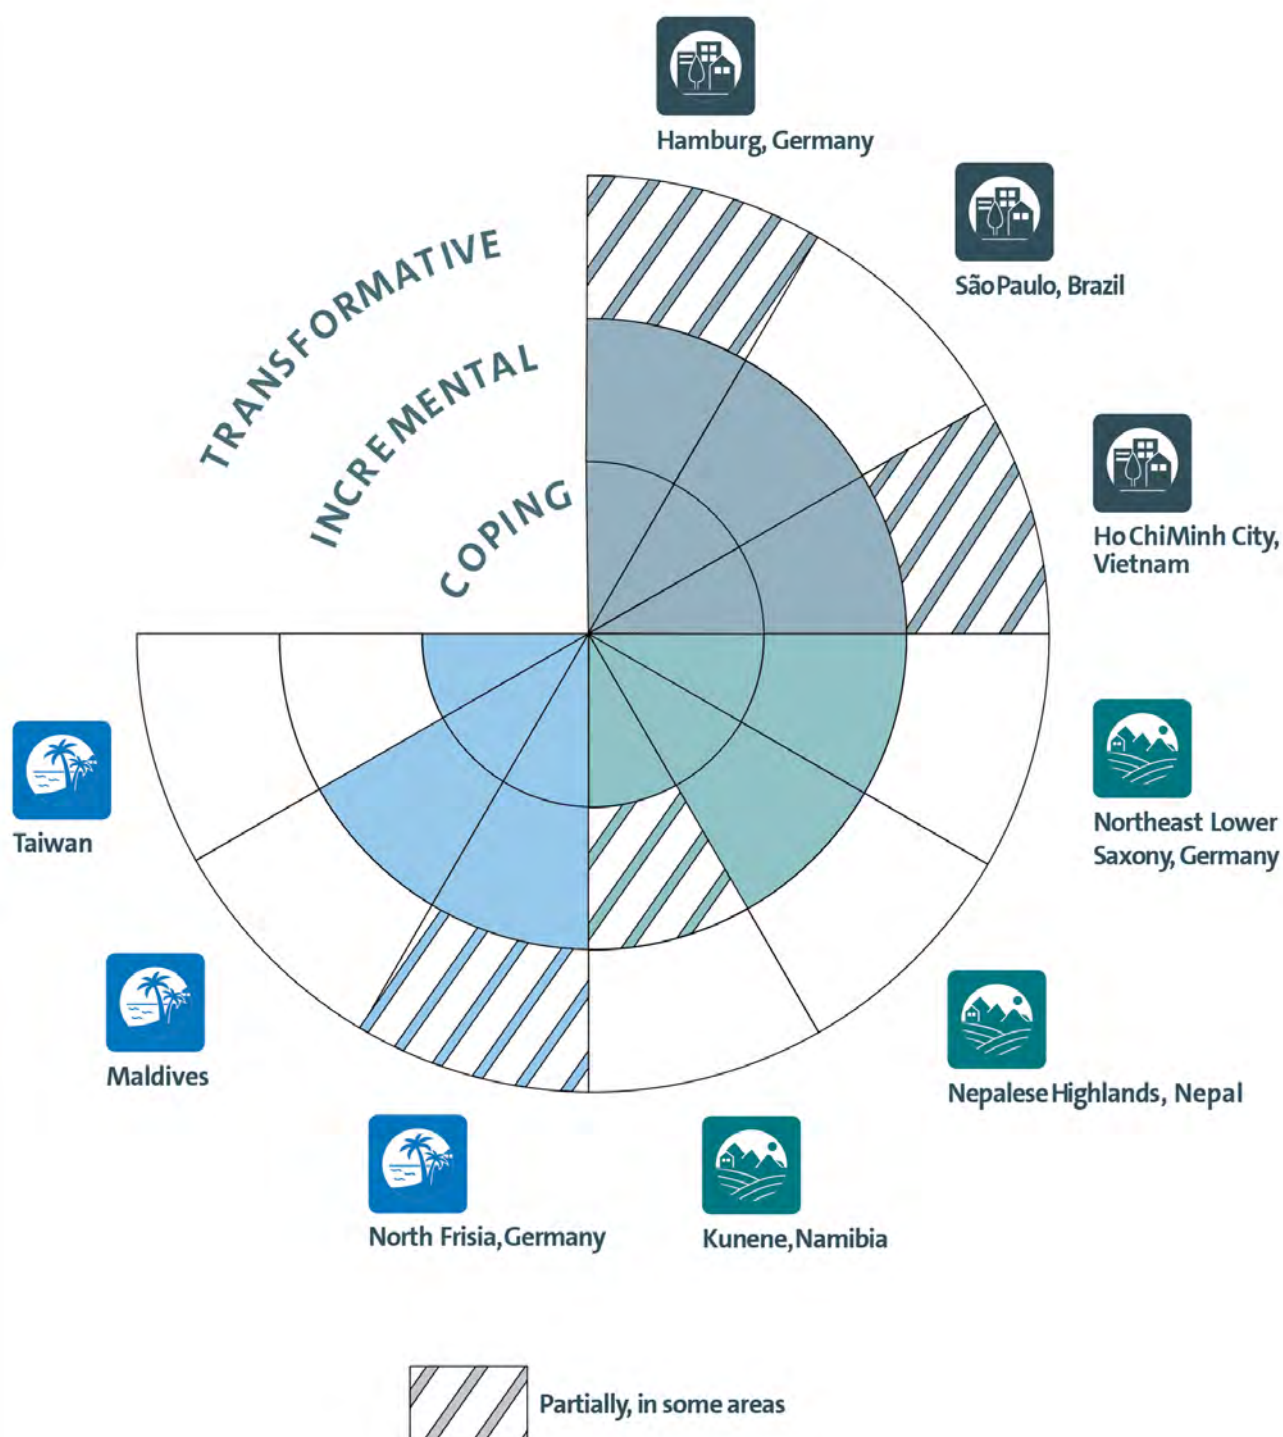 Hamburg, Germany
São Paulo, Brazil
TRANSFORMATIVE
INCREMENTAL
COPING
Ho Chi Minh City,
Vietnam
Northeast Lower
Saxony, Germany
Taiwan
Maldives
Nepalese Highlands, Nepal
North Frisia, Germany
Kunene, Namibia
Partially, in some areas